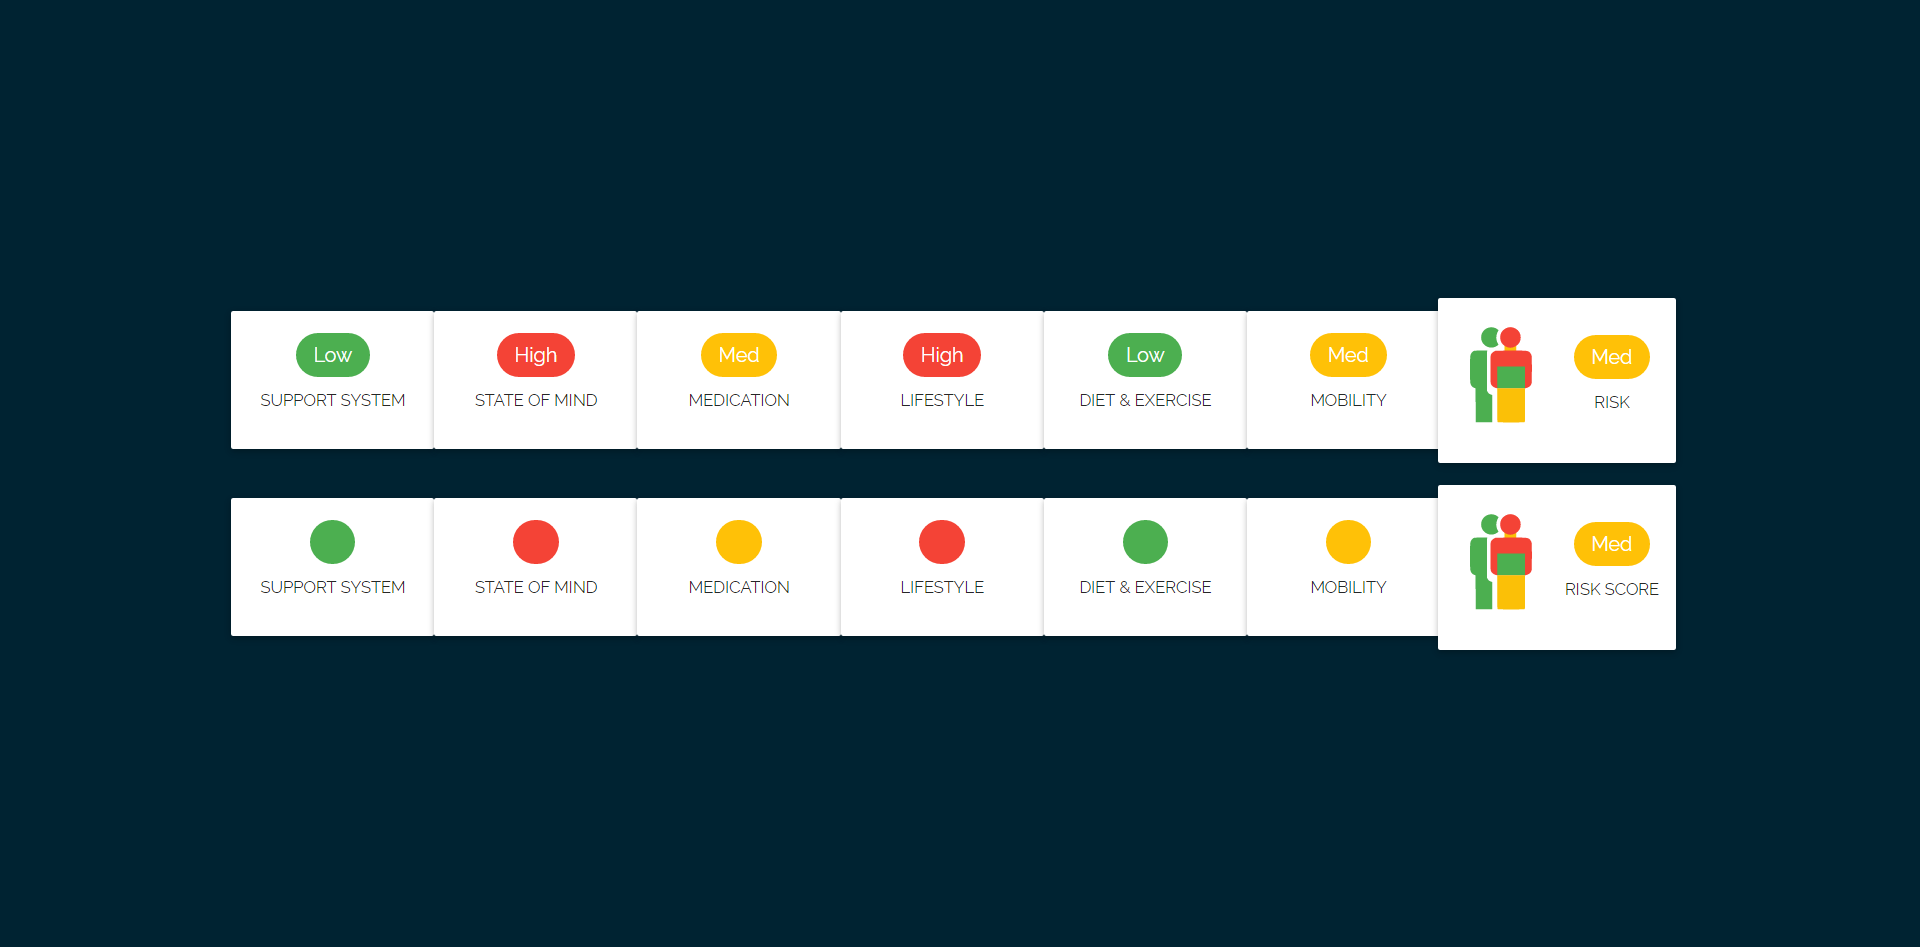 Low
High
Med
High
Low
Med
Med
SUPPORT SYSTEM
STATE OF MIND
MEDICATION
LIFESTYLE
DIET & EXERCISE
MOBILITY
RISK
Med
SUPPORT SYSTEM
STATE OF MIND
MEDICATION
LIFESTYLE
DIET & EXERCISE
MOBILITY
RISK SCORE